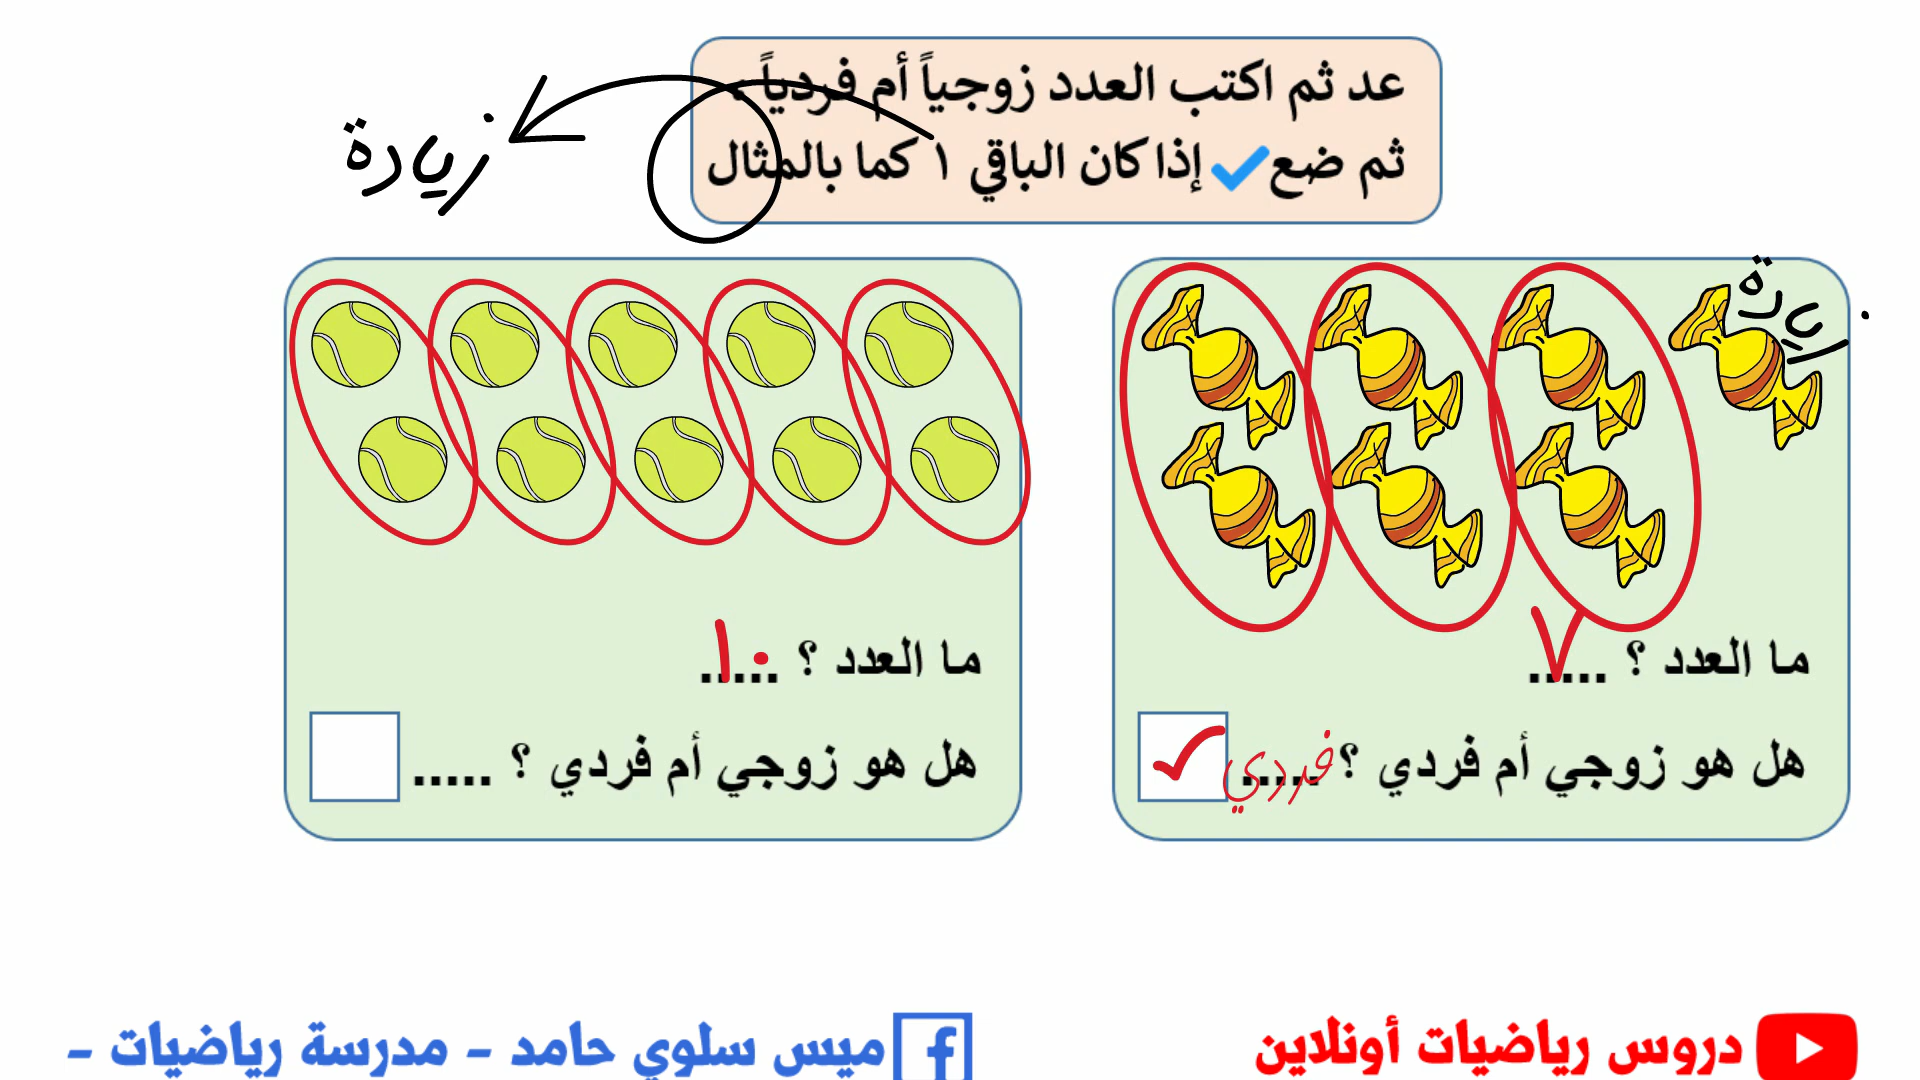 عد ثم اكتب العدد زوجياً أم فردياً ،
ثم ضع ✔ إذا كان الباقي ١ كما بالمثال
زيادة
زيادة
ما العدد ؟ ..... ٧
هل هو زوجي أم فردي ؟ ..... فردي ✓
ما العدد ؟ ..... ١٠
هل هو زوجي أم فردي ؟ .....
دروس رياضيات أونلاين
ميس سلوي حامد - مدرسة رياضيات -